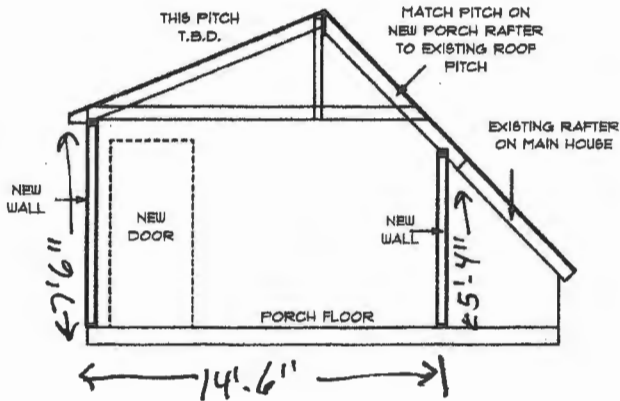 THIS PITCH
T.B.D.
MATCH PITCH ON
NEW PORCH RAFTER
TO EXISTING ROOF
PITCH
EXISTING RAFTER
ON MAIN HOUSE
NEW
WALL
7'6"
NEW
DOOR
NEW
WALL
5'-4"
PORCH FLOOR
14'-6"